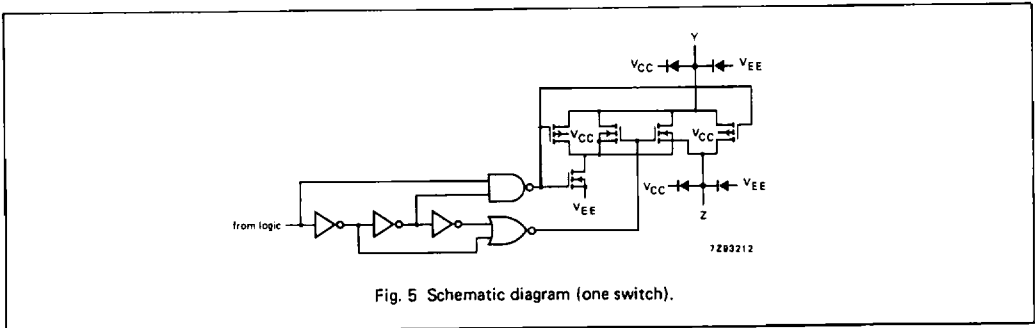 Y
VCC VEE
VCC VCC
VEE
VCC VEE
from logic
Z
7Z93212
Fig. 5 Schematic diagram (one switch).